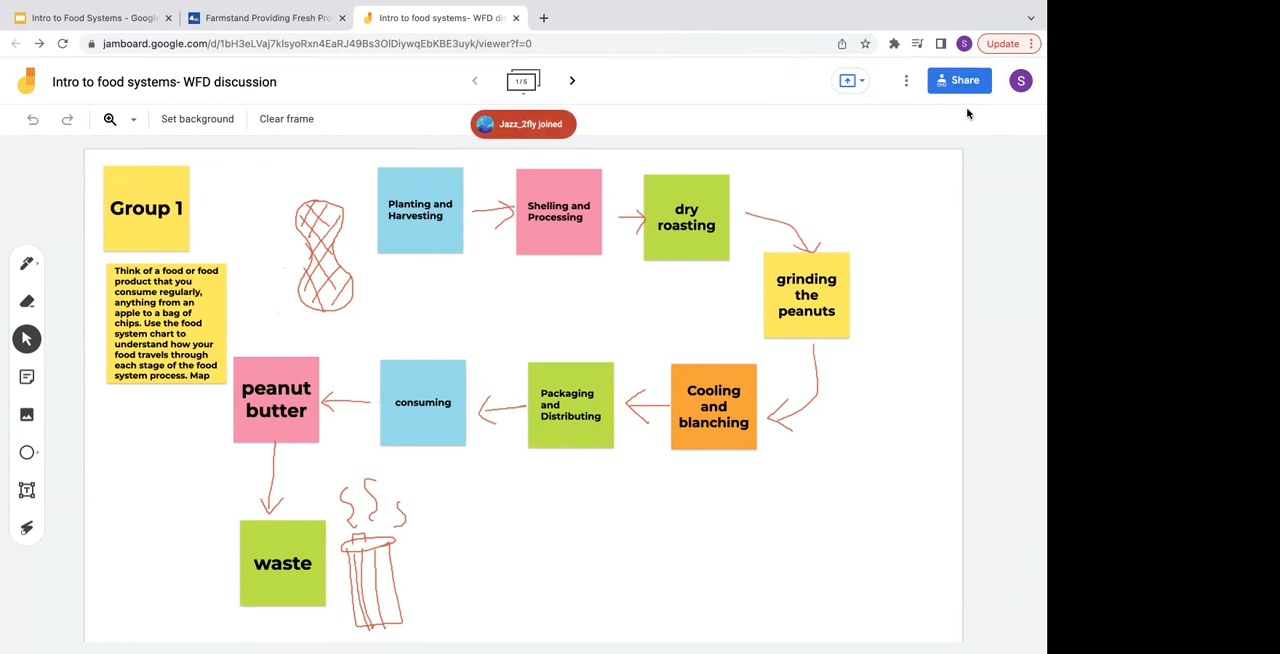 Intro to Food Systems - Google
Farmstand Providing Fresh Pro
Intro to food systems- WFD di
jamboard.google.com/d/1bH3eLVaj7klsyoRxn4EaRJ49Bs3OlDiywqEbKBE3uyk/viewer?f=0
S
Update
Intro to food systems- WFD discussion
1/5
Share
S
Set background
Clear frame
Jazz_2fly joined
Group 1
Planting and
Harvesting
Shelling and
Processing
dry
roasting
Think of a food or food
product that you
consume regularly,
anything from an
apple to a bag of
chips. Use the food
system chart to
understand how your
food travels through
each stage of the food
system process. Map
grinding
the
peanuts
peanut
butter
consuming
Packaging
and
Distributing
Cooling
and
blanching
waste